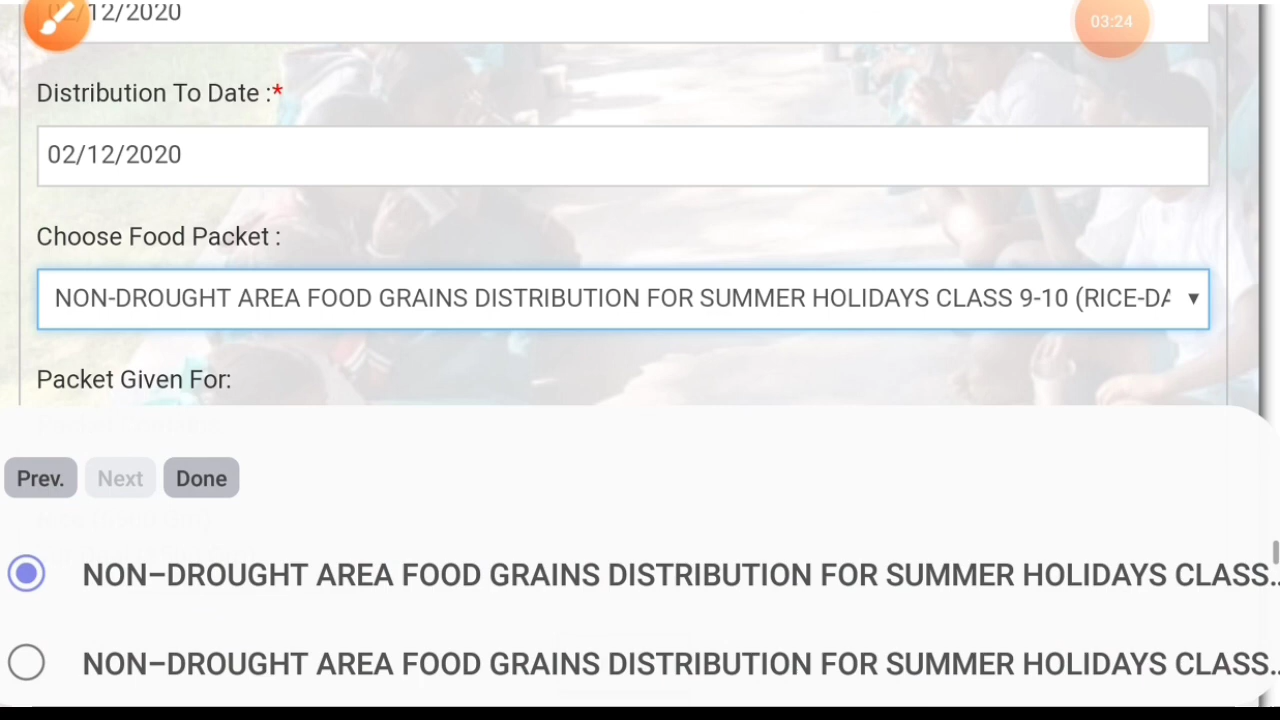 02/12/2020
03:24
Distribution To Date :*
02/12/2020
Choose Food Packet :
NON-DROUGHT AREA FOOD GRAINS DISTRIBUTION FOR SUMMER HOLIDAYS CLASS 9-10 (RICE-DA
Packet Given For:
Prev. Next Done
NON–DROUGHT AREA FOOD GRAINS DISTRIBUTION FOR SUMMER HOLIDAYS CLASS..
NON–DROUGHT AREA FOOD GRAINS DISTRIBUTION FOR SUMMER HOLIDAYS CLASS..